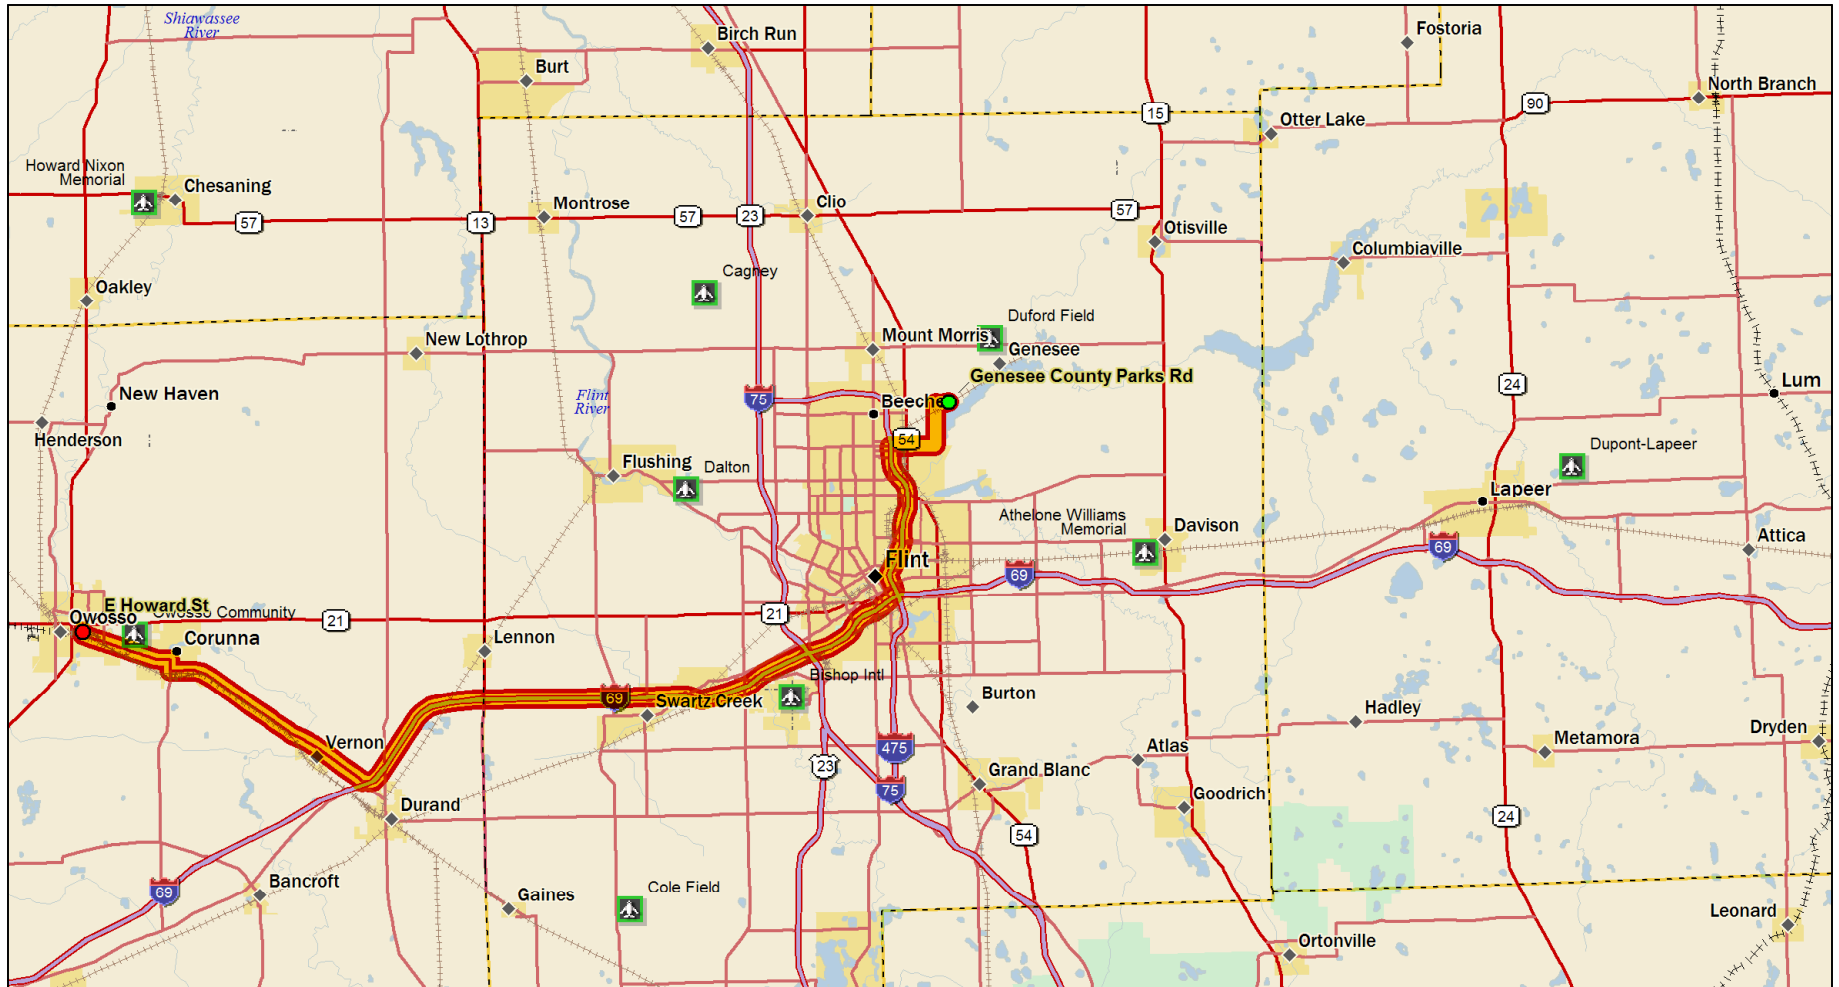 Shiawassee
River
Birch Run
Fostoria
Burt
North Branch
90
15
Otter Lake
Howard Nixon
Memorial
Chesaning
57
13
Montrose
57
23
Clio
57
Otisville
Columbiaville
Cagney
Oakley
Duford Field
New Lothrop
Mount Morris
Genesee
Genesee County Parks Rd
24
Lum
New Haven
Flint
River
75
Beeche
54
Henderson
Dupont-Lapeer
Flushing
Dalton
Lapeer
Athelone Williams
Memorial
Davison
Attica
69
Flint
69
E Howard St
Owosso Community
Owosso
21
21
Corunna
Lennon
Bishop Intl
69
Swartz Creek
Burton
Hadley
Vernon
475
Atlas
Metamora
Dryden
23
Grand Blanc
75
Goodrich
Durand
24
54
69
Bancroft
Gaines
Cole Field
Leonard
Ortonville